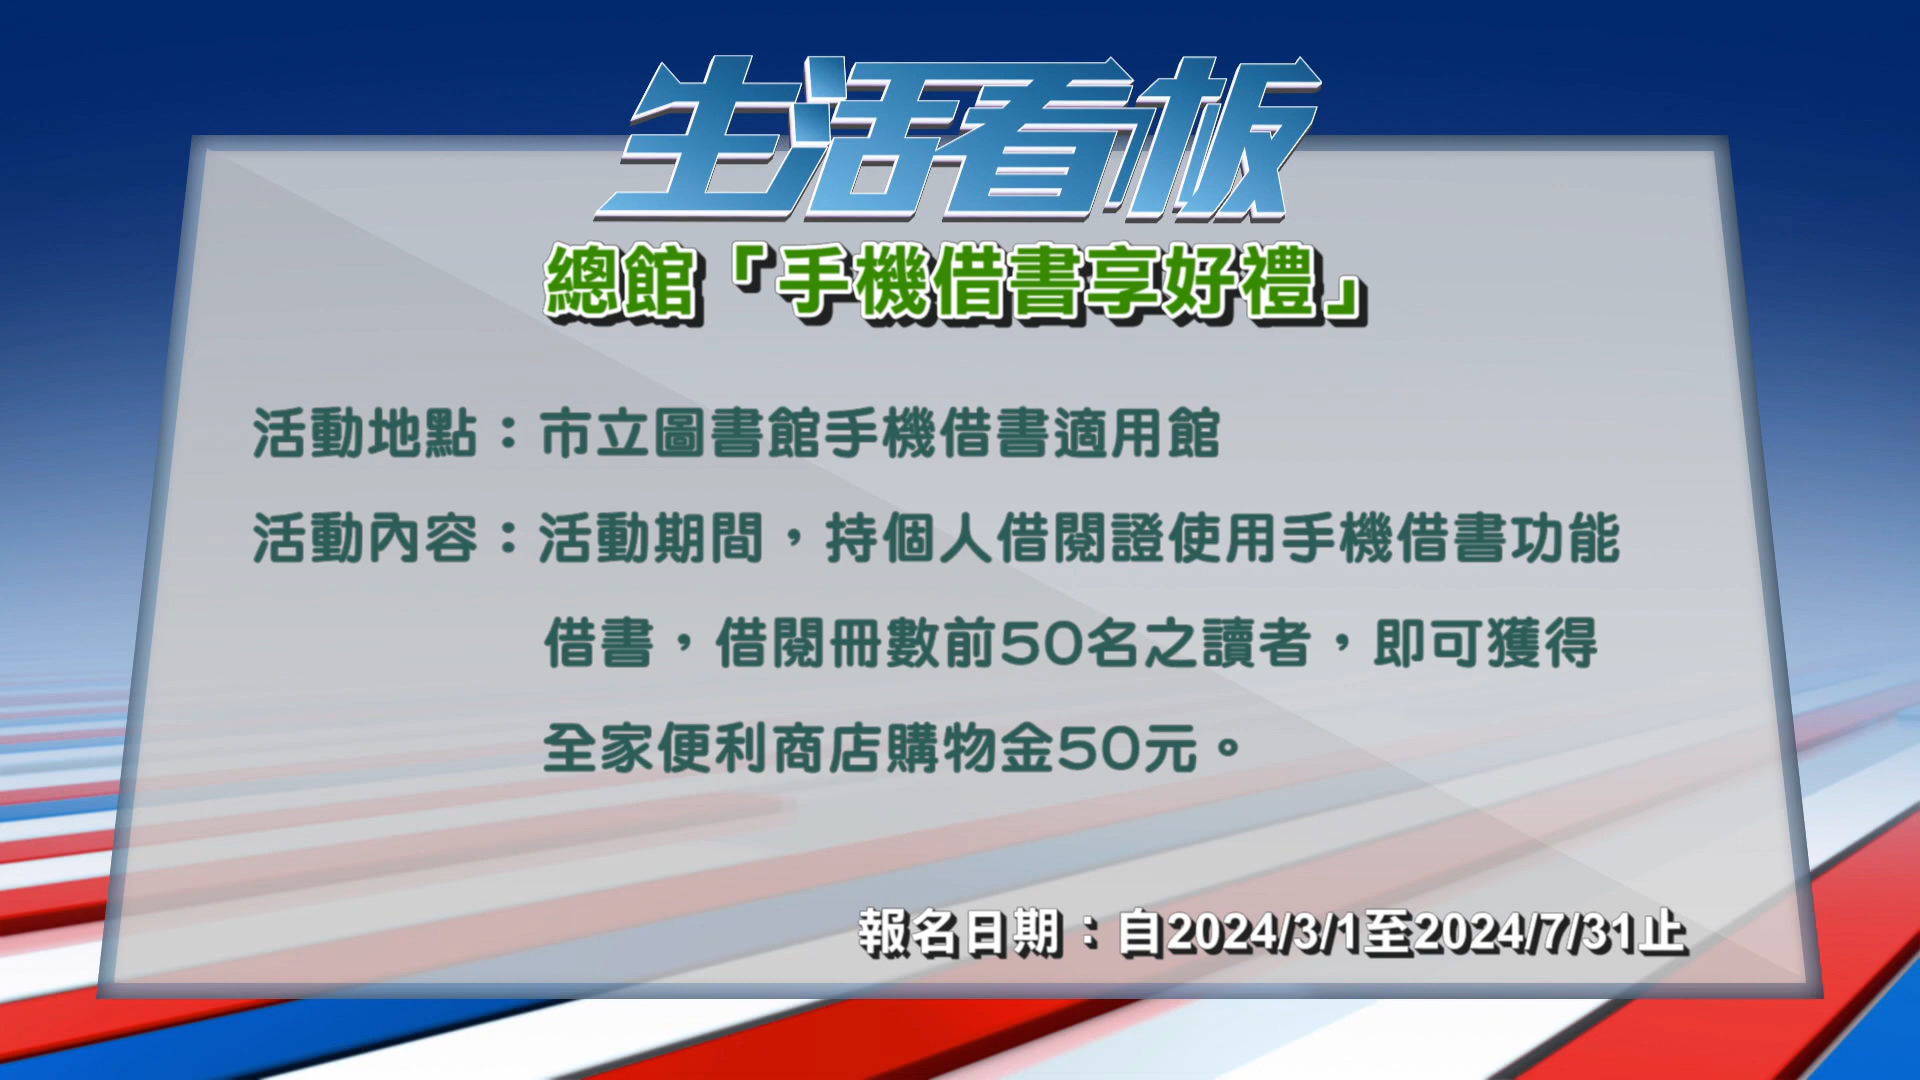 生活看板
總館「手機借書享好禮」
活動地點：市立圖書館手機借書適用館
活動內容：活動期間，持個人借閱證使用手機借書功能
借書，借閱冊數前50名之讀者，即可獲得
全家便利商店購物金50元。
報名日期：自2024/3/1至2024/7/31止